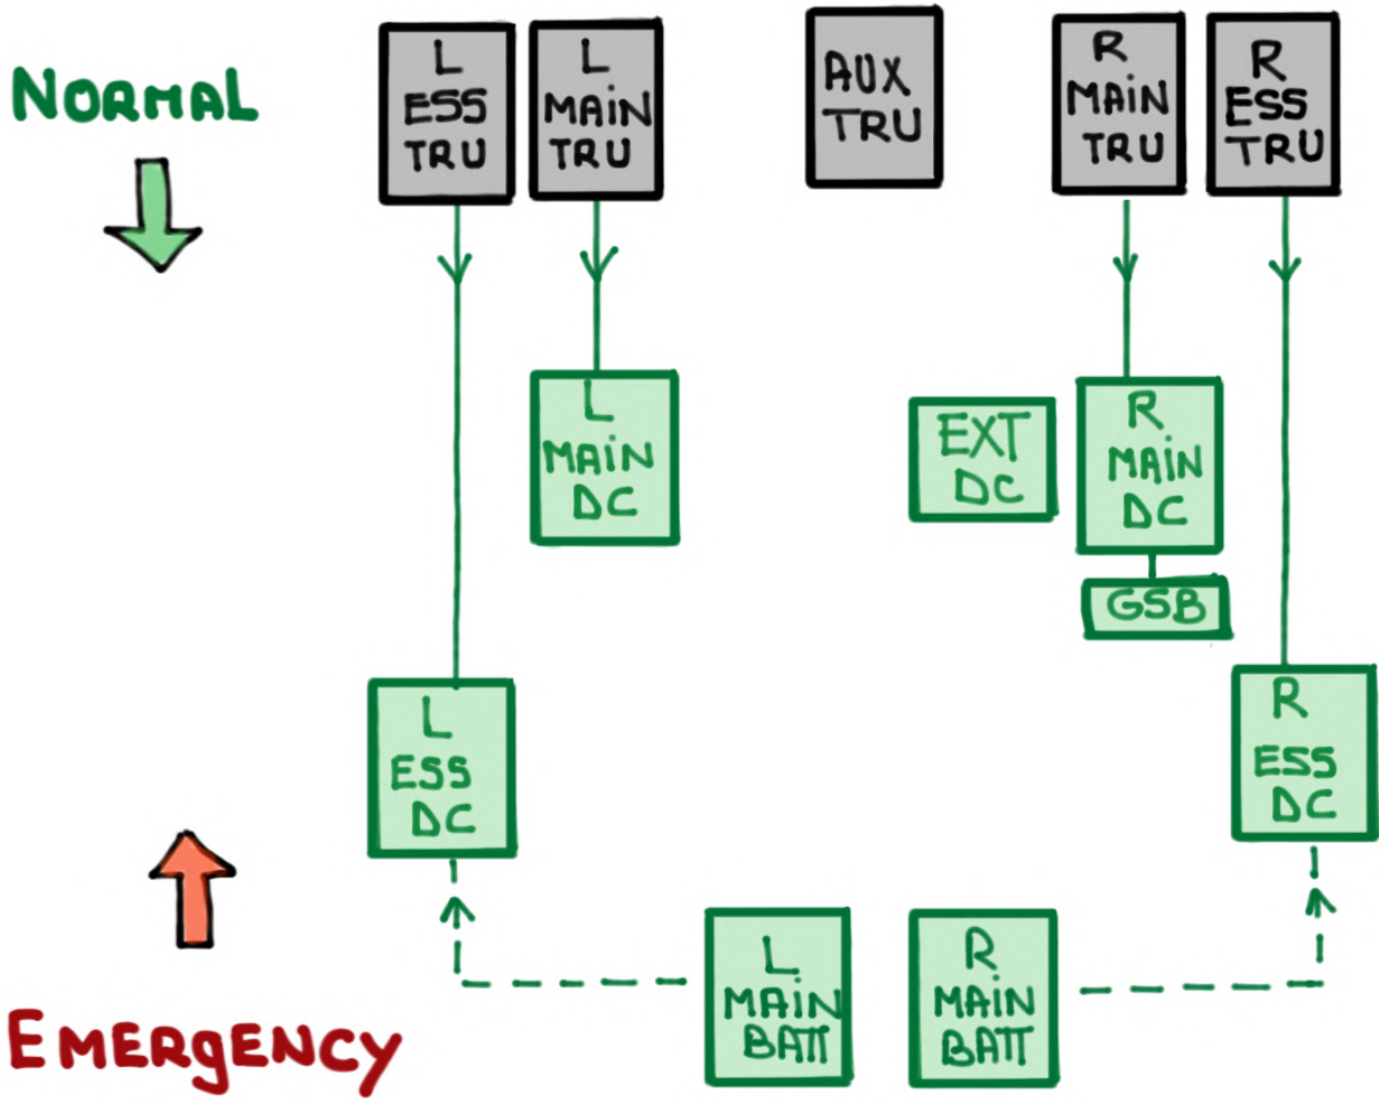 NORMAL
L
ESS
TRU
L
MAiN
TRU
AUX
TRU
R
MAiN
TRU
R
ESS
TRU
L
MAiN
DC
EXT
DC
R
MAiN
DC
GSB
L
ESS
DC
R
ESS
DC
L
MAiN
BATT
R
MAiN
BATT
EMERgENCY